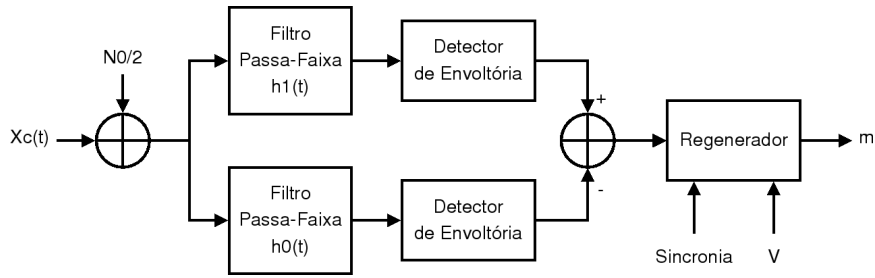 Filtro
Passa-Faixa
h1(t)
Detector
de Envoltória
N0/2
+
Xc(t)
Regenerador
m
-
Filtro
Passa-Faixa
h0(t)
Detector
de Envoltória
Sincronia
V